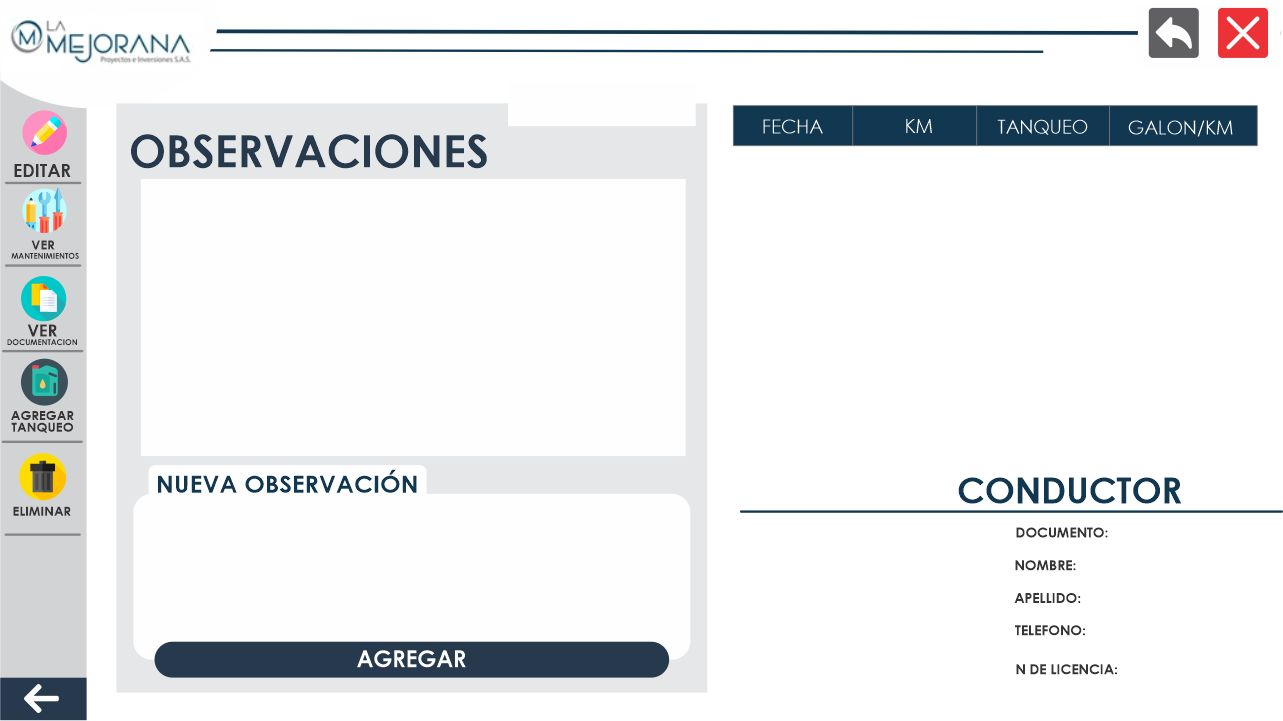 LA
MEJORANA
Proyectos e Inversiones S.A.S.
EDITAR
VER
MANTENIMIENTOS
VER
DOCUMENTACION
AGREGAR
TANQUEO
ELIMINAR
OBSERVACIONES
NUEVA OBSERVACIÓN
AGREGAR
FECHA KM TANQUEO GALON/KM
CONDUCTOR
DOCUMENTO:
NOMBRE:
APELLIDO:
TELEFONO:
N DE LICENCIA: